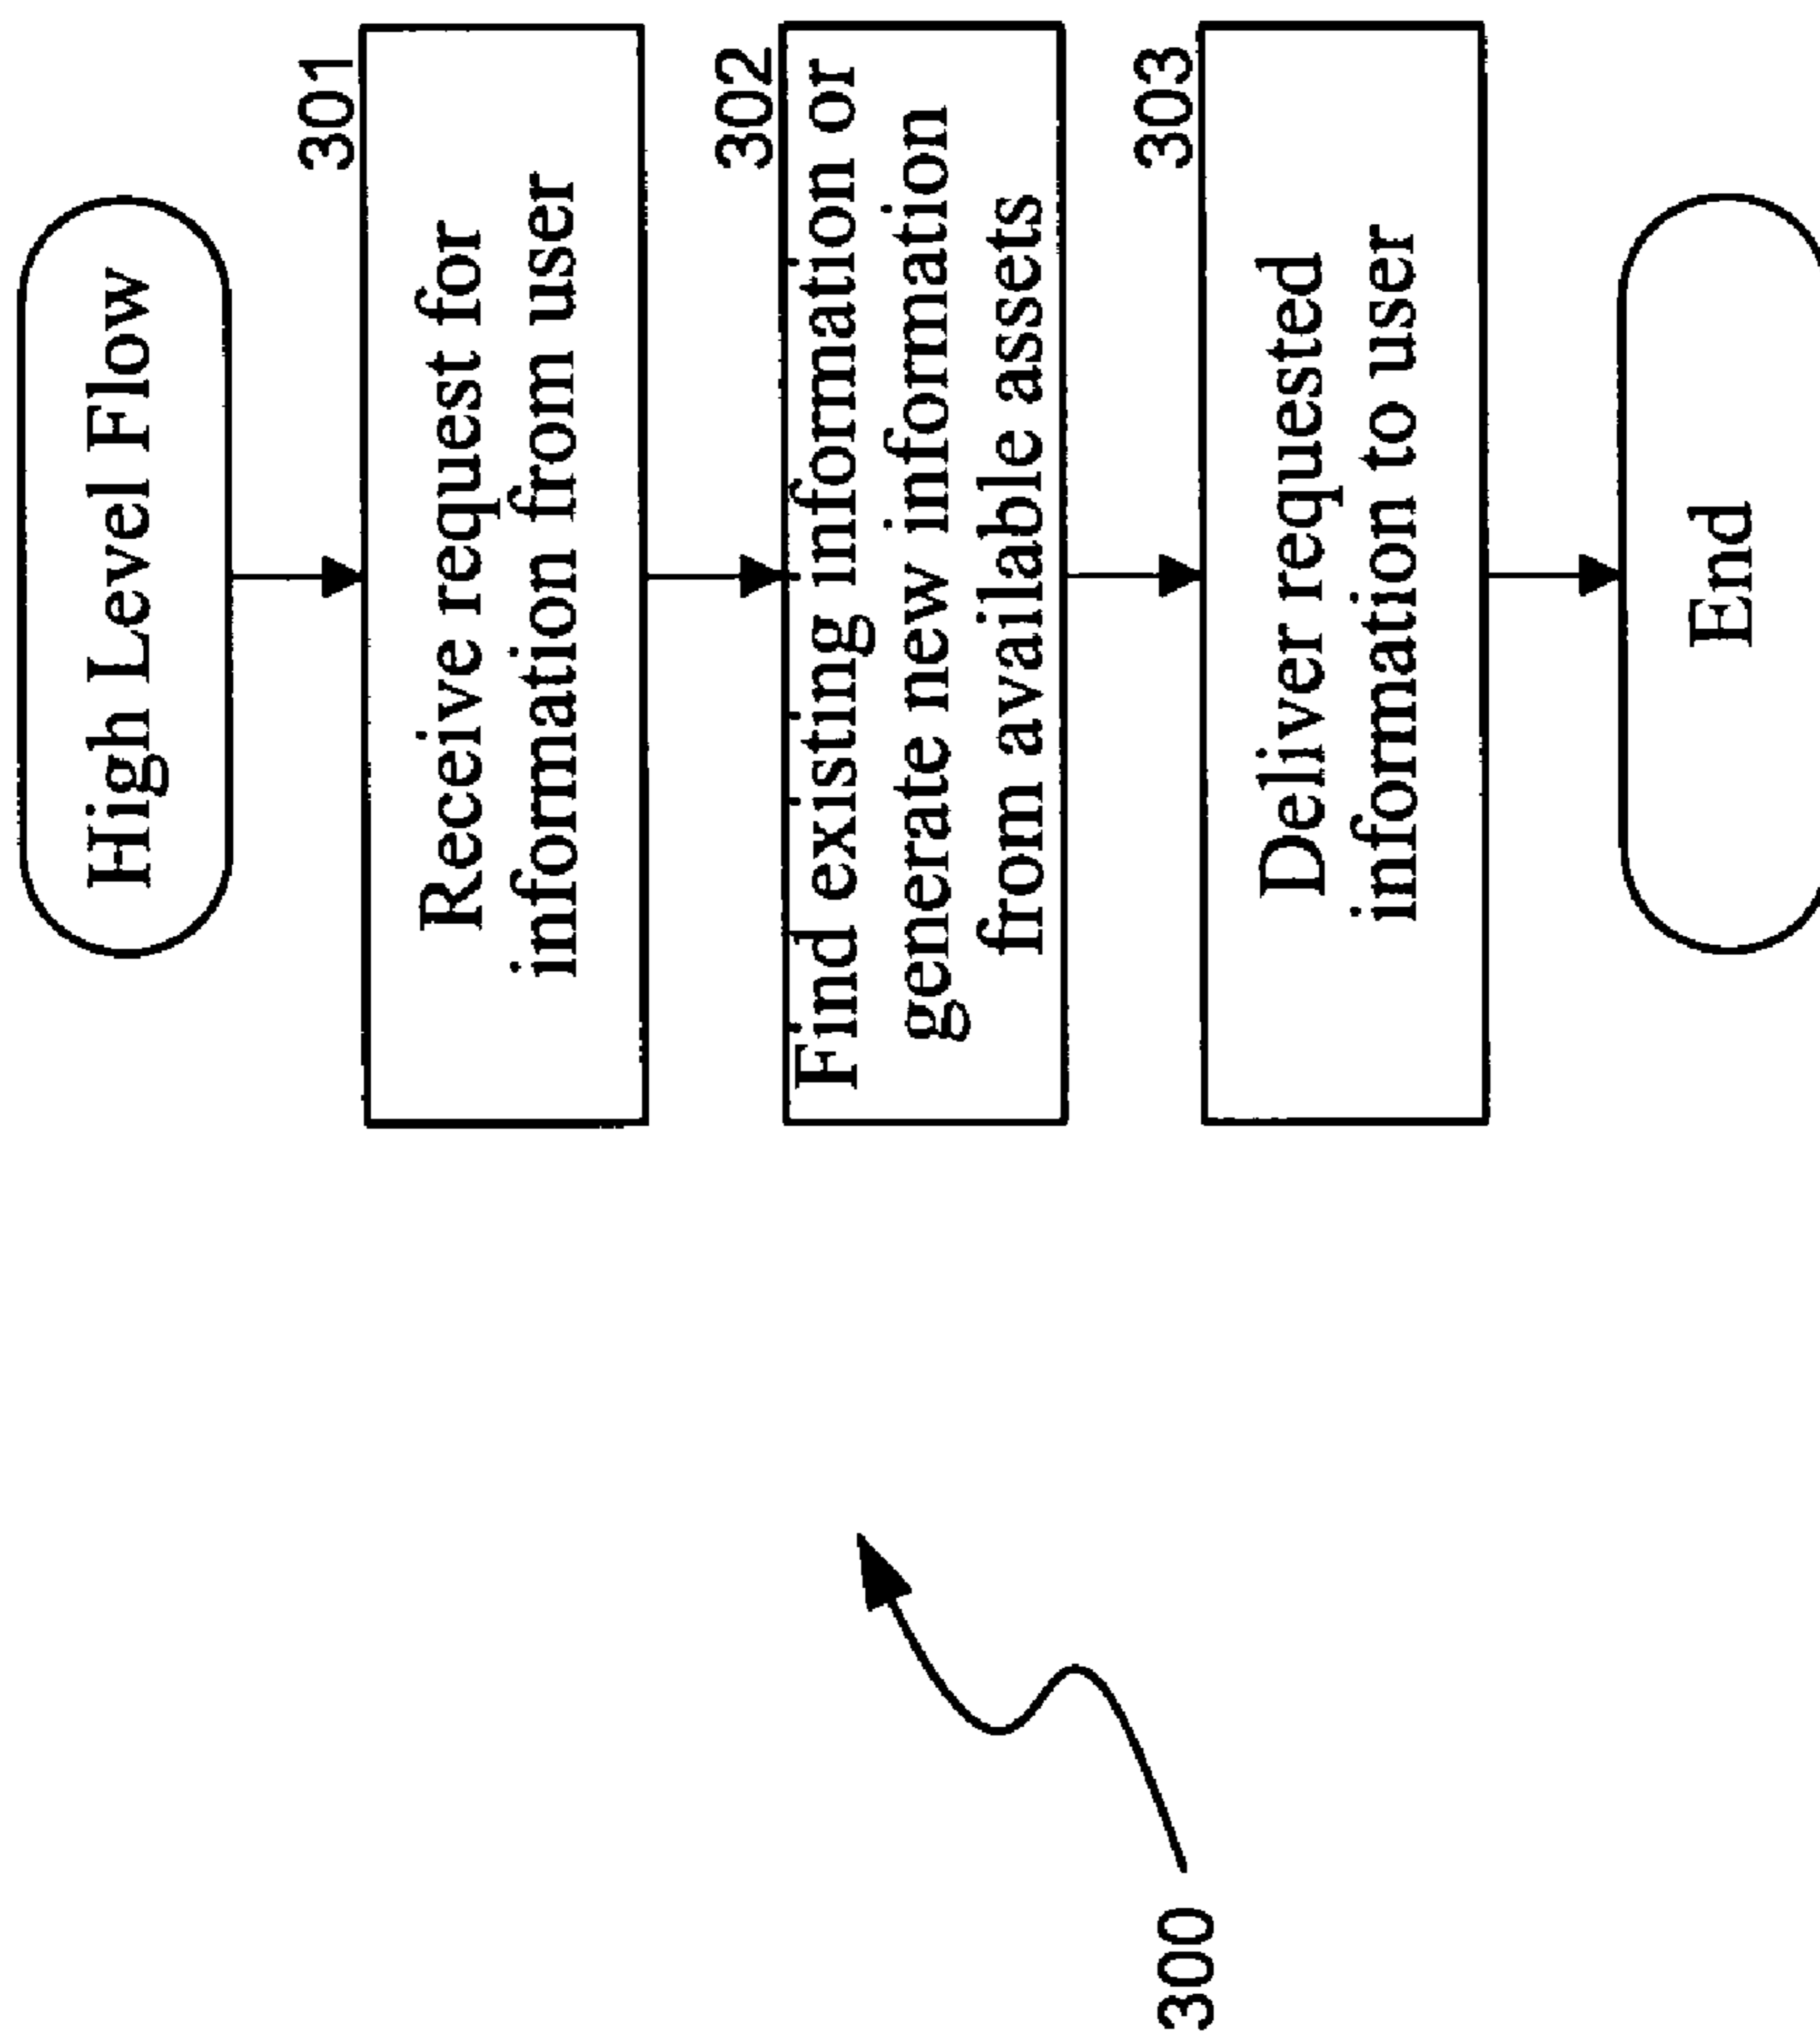 High Level Flow
301
Receive request for
information from user
302
Find existing information or
generate new information
from available assets
303
Deliver requested
information to user
End
300